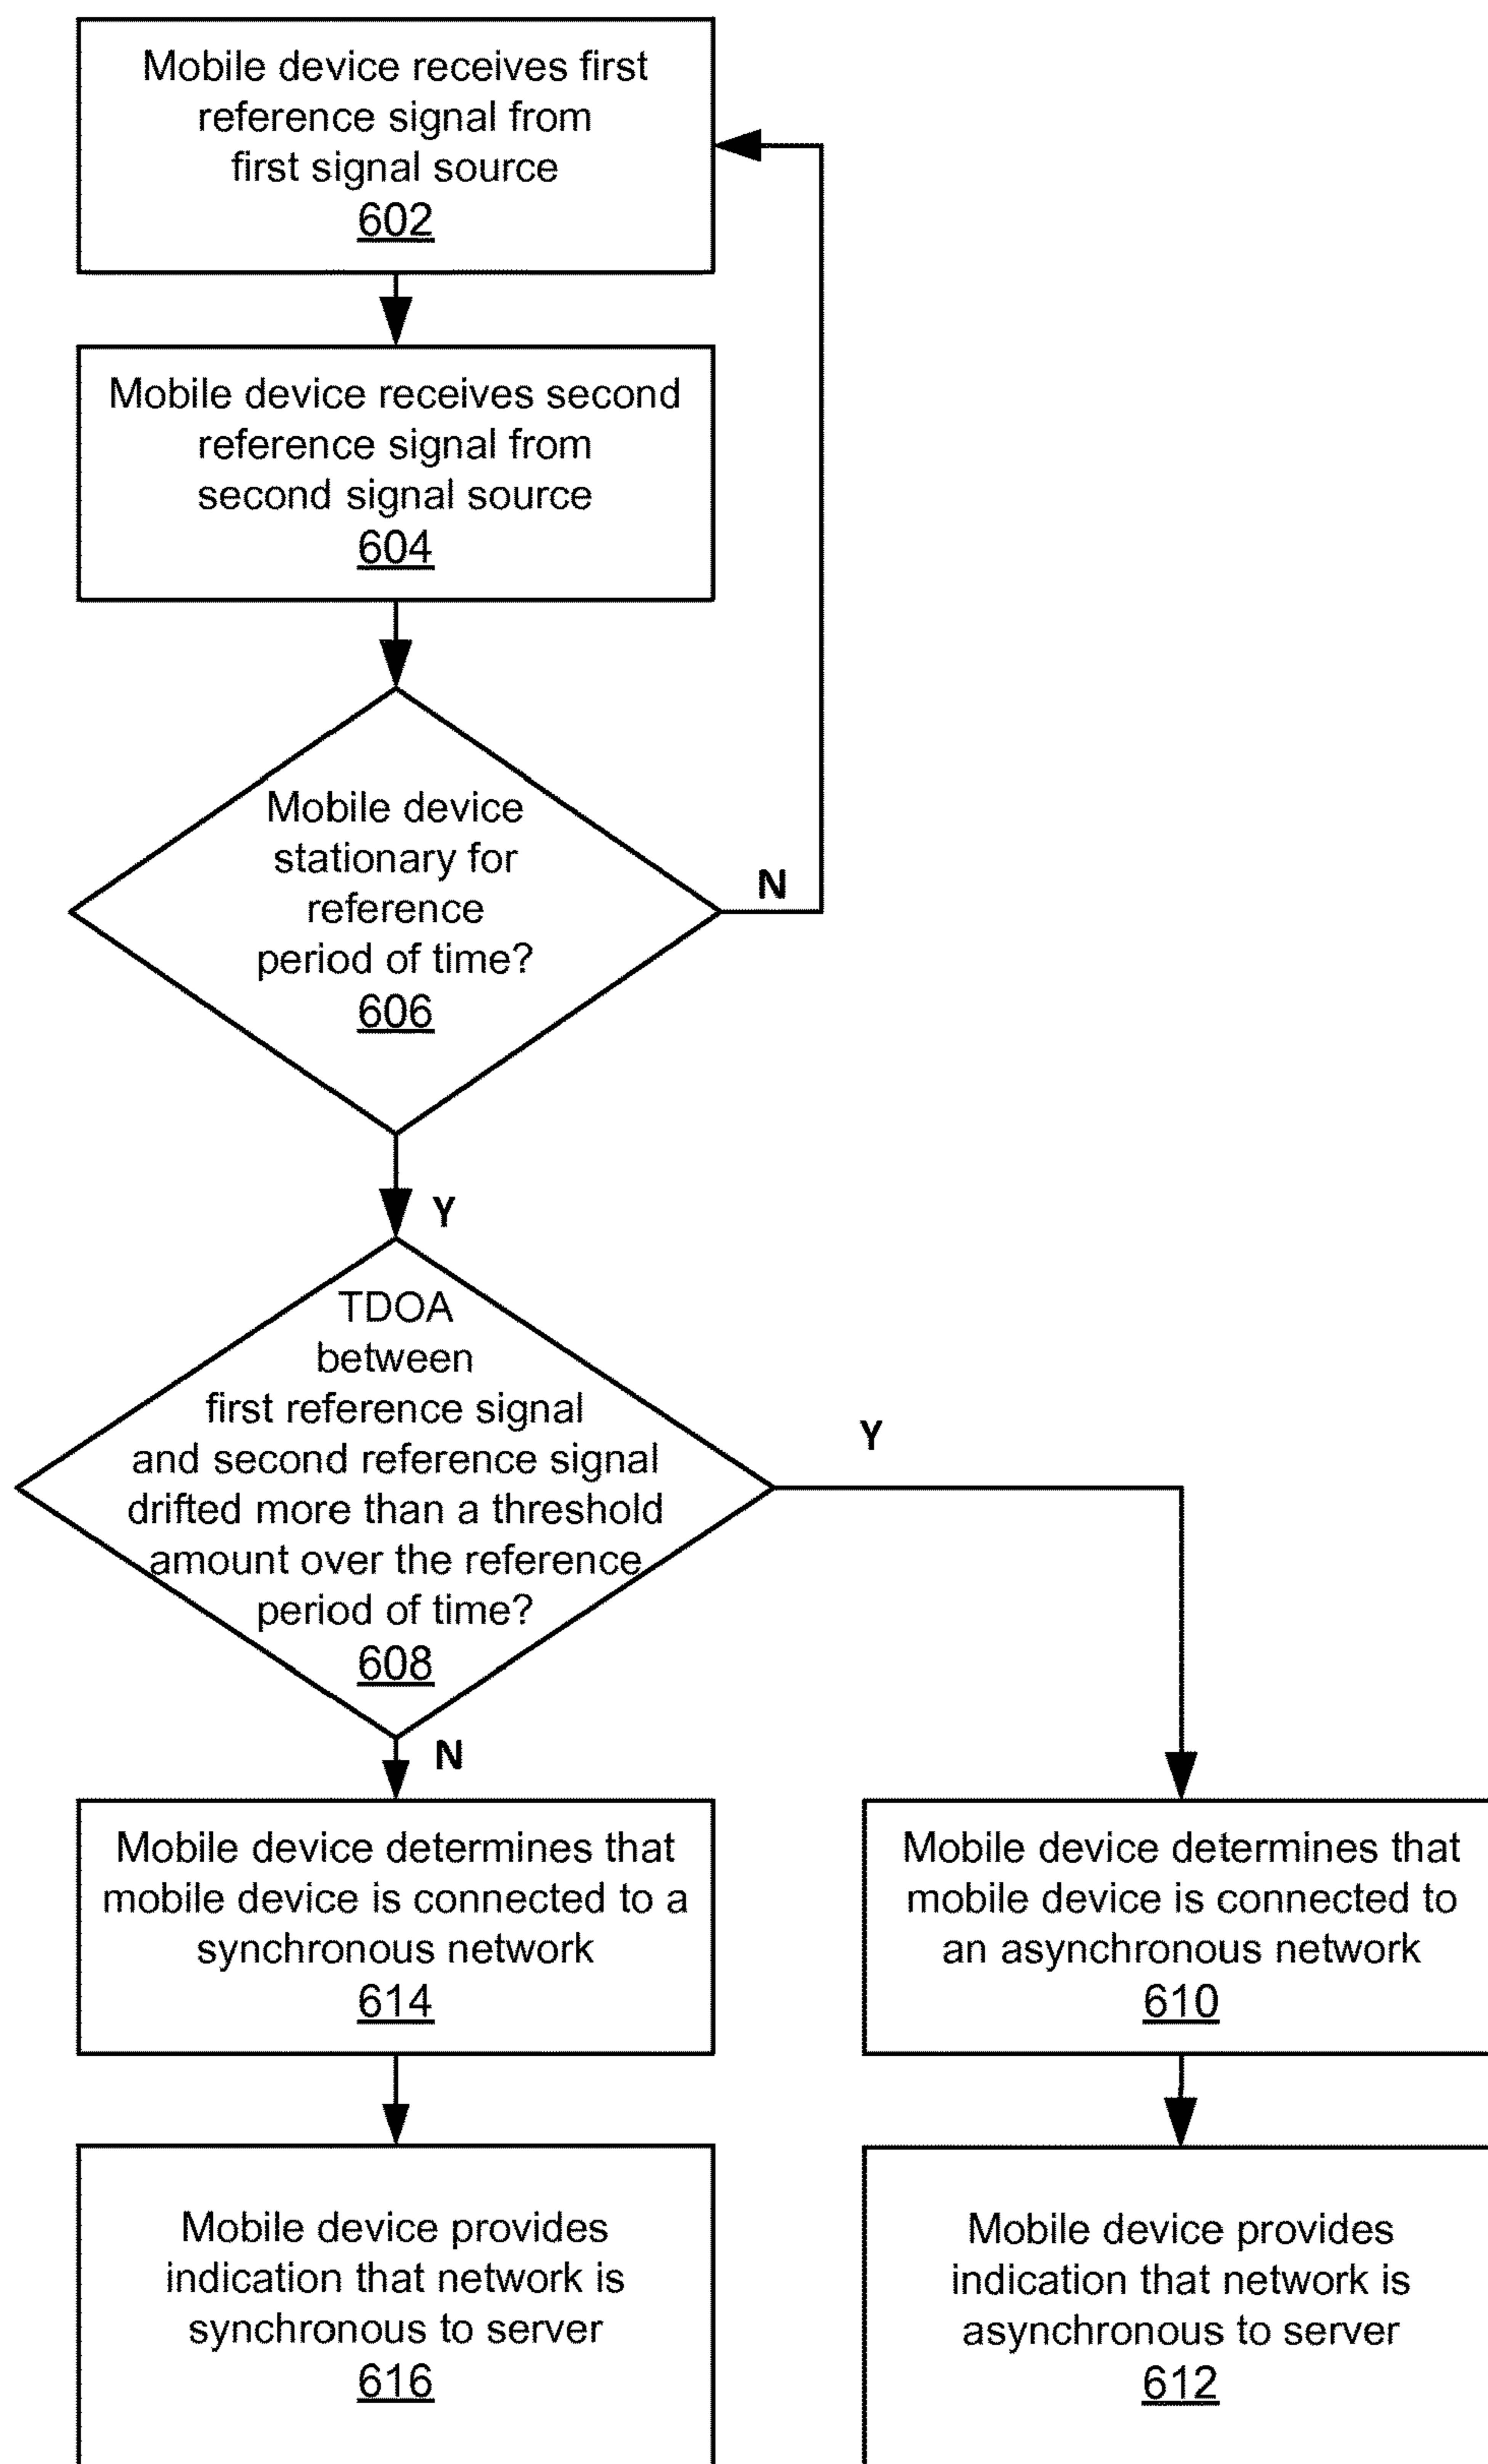 Mobile device receives first
reference signal from
first signal source
602
Mobile device receives second
reference signal from
second signal source
604
Mobile device
stationary for
reference
period of time?
606
N
Y
TDOA
between
first reference signal
and second reference signal
drifted more than a threshold
amount over the reference
period of time?
608
Y
N
Mobile device determines that
mobile device is connected to a
synchronous network
614
Mobile device determines that
mobile device is connected to
an asynchronous network
610
Mobile device provides
indication that network is
synchronous to server
616
Mobile device provides
indication that network is
asynchronous to server
612